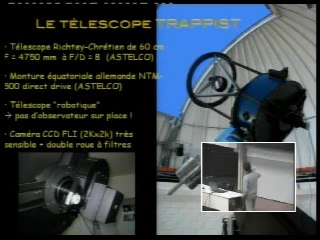 LE TÉLESCOPE TRAPPIST
· Télescope Richtey-Chrétien de 60 cm
F = 4750 mm à F/D = 8 (ASTELCO)
· Monture équatoriale allemande NTM-
500 direct drive (ASTELCO)
· Télescope "robotique"
→ pas d'observateur sur place !
· Caméra CCD FLI (2Kx2k) très
sensible + double roue à filtres